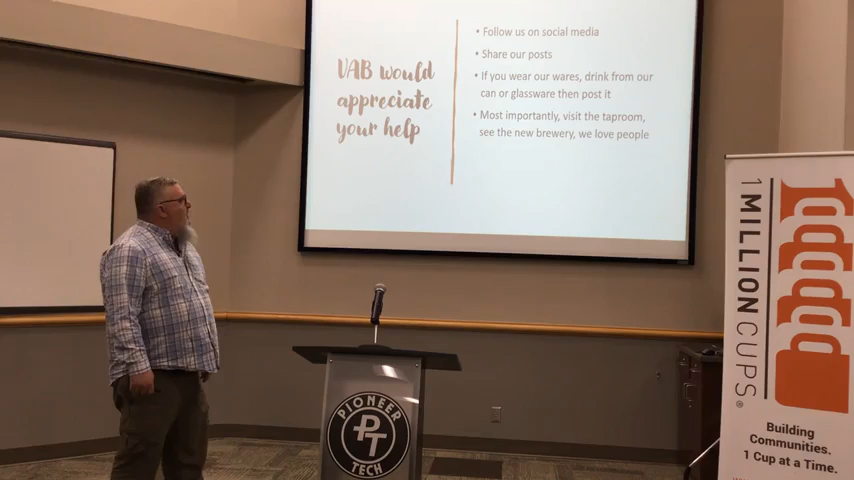 UAB would
appreciate
your help
• Follow us on social media
• Share our posts
• If you wear our wares, drink from our
can or glassware then post it
• Most importantly, visit the taproom,
see the new brewery, we love people
PIONEER
PT
TECH
1 MILLION CUPS®
Building
Communities.
1 Cup at a Time.